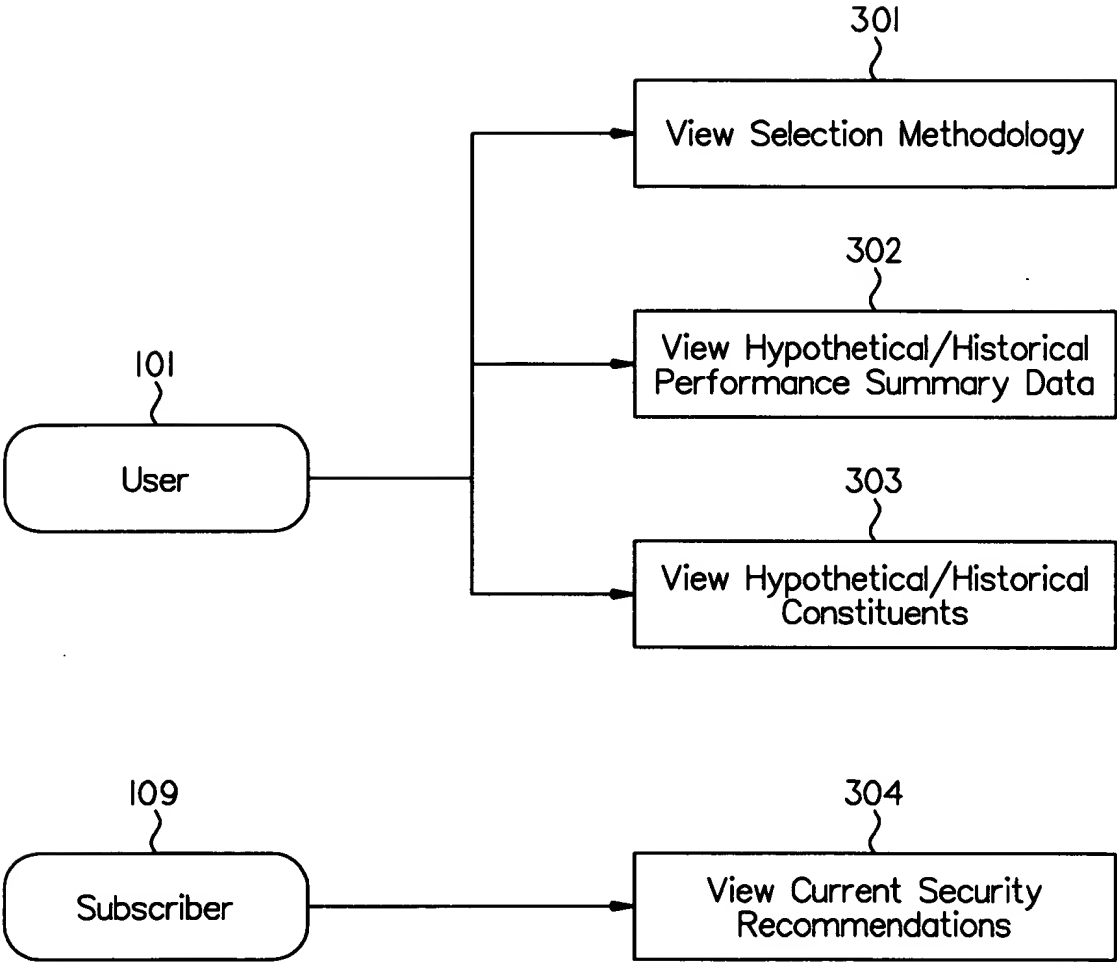 301
View Selection Methodology
302
View Hypothetical/Historical
Performance Summary Data
101
User
303
View Hypothetical/Historical
Constituents
109
Subscriber
304
View Current Security
Recommendations